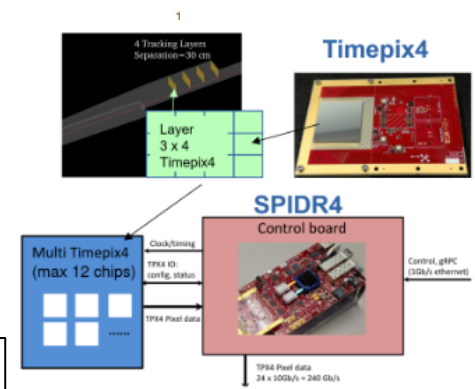 1
4 Tracking Layers
Separation~30 cm
Timepix4
Layer
3 x 4
Timepix4
SPIDR4
Control board
Multi Timepix4
(max 12 chips)
......
Clock/timing
TPX4 IO:
config, status
TPX4 Pixel data
Control, gRPC
(1Gb/s ethernet)
TPX4 Pixel data
24 x 10Gb/s = 240 Gb/s